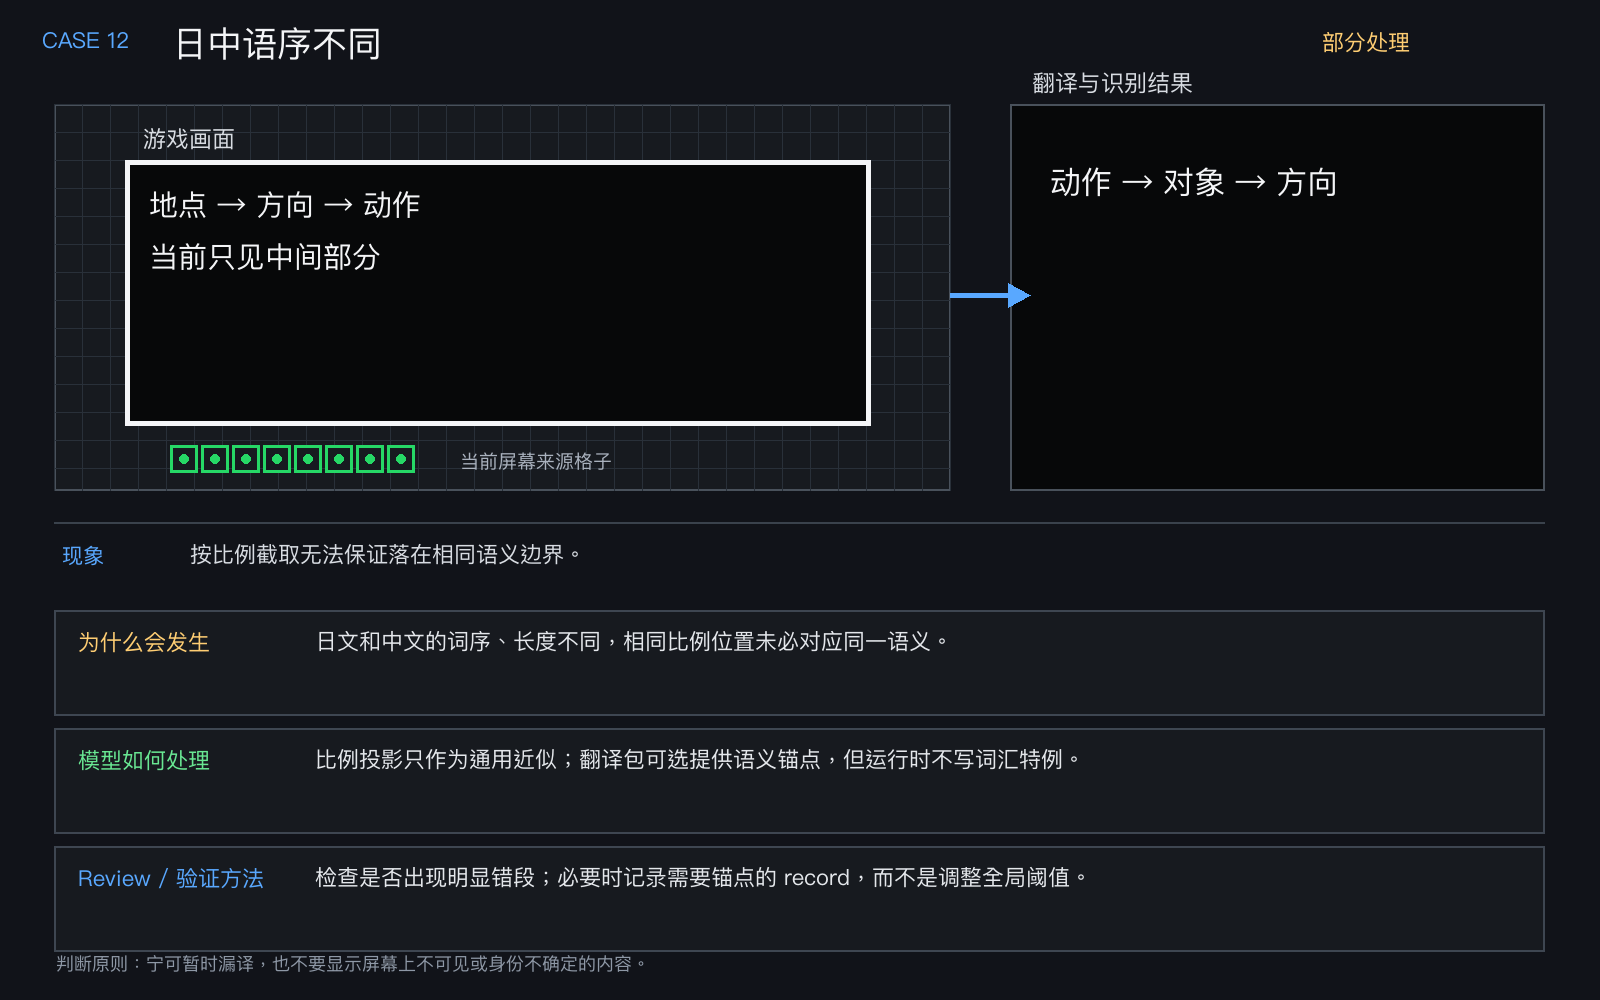 CASE 12
日中语序不同
部分处理
翻译与识别结果
游戏画面
地点 → 方向 → 动作
当前只见中间部分
动作 → 对象 → 方向
当前屏幕来源格子
现象
按比例截取无法保证落在相同语义边界。
为什么会发生
日文和中文的词序、长度不同，相同比例位置未必对应同一语义。
模型如何处理
比例投影只作为通用近似；翻译包可选提供语义锚点，但运行时不写词汇特例。
Review / 验证方法
检查是否出现明显错段；必要时记录需要锚点的 record，而不是调整全局阈值。
判断原则：宁可暂时漏译，也不要显示屏幕上不可见或身份不确定的内容。